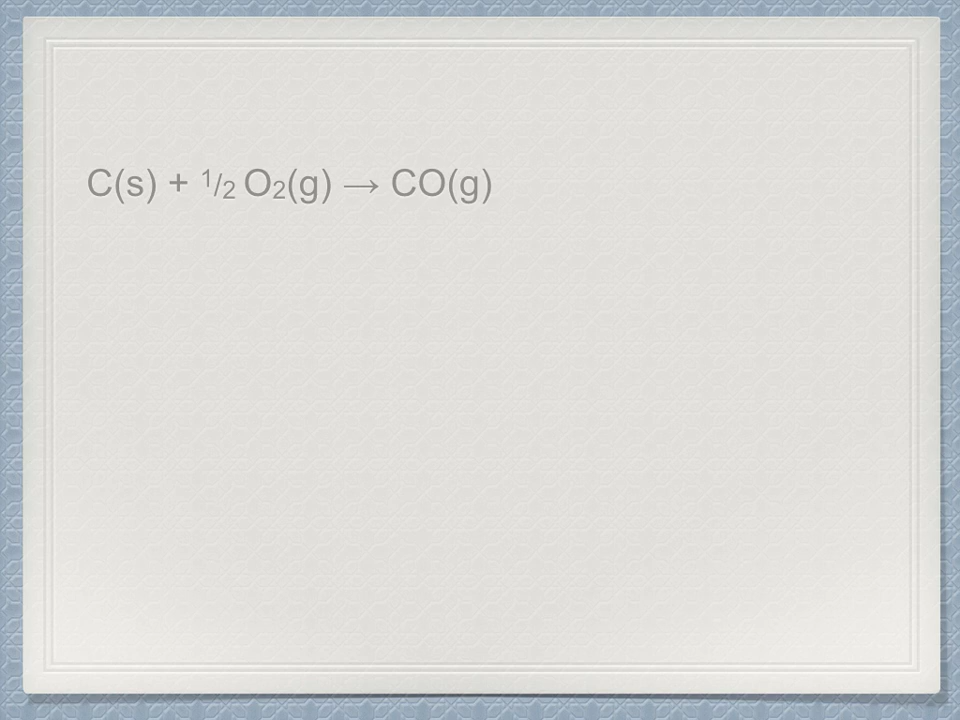 C(s) + ¹/₂ O₂(g) → CO(g)